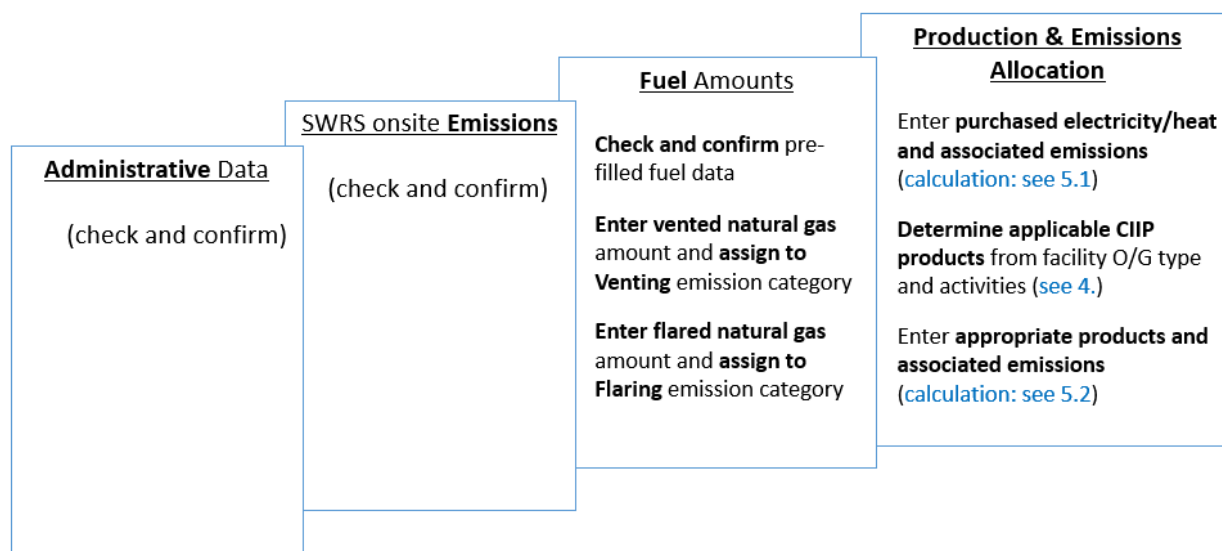 Administrative Data
(check and confirm)
SWRS onsite Emissions
(check and confirm)
Fuel Amounts
Check and confirm pre-
filled fuel data
Enter vented natural gas
amount and assign to
Venting emission category
Enter flared natural gas
amount and assign to
Flaring emission category
Production & Emissions
Allocation
Enter purchased electricity/heat
and associated emissions
(calculation: see 5.1)
Determine applicable CIIP
products from facility O/G type
and activities (see 4.)
Enter appropriate products and
associated emissions
(calculation: see 5.2)